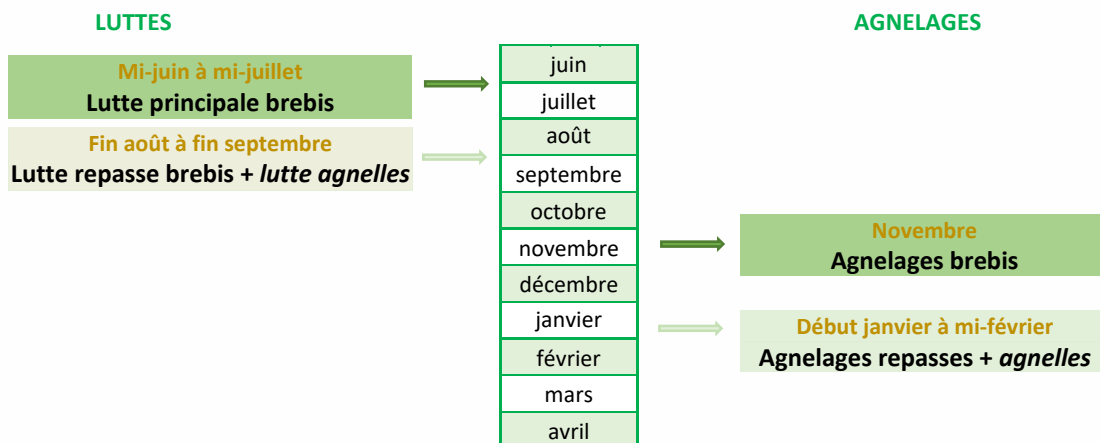 LUTTES
Mi-juin à mi-juillet
Lutte principale brebis
Fin août à fin septembre
Lutte repasse brebis + lutte agnelles
juin
juillet
août
septembre
octobre
novembre
décembre
janvier
février
mars
avril
AGNELAGES
Novembre
Agnelages brebis
Début janvier à mi-février
Agnelages repasses + agnelles